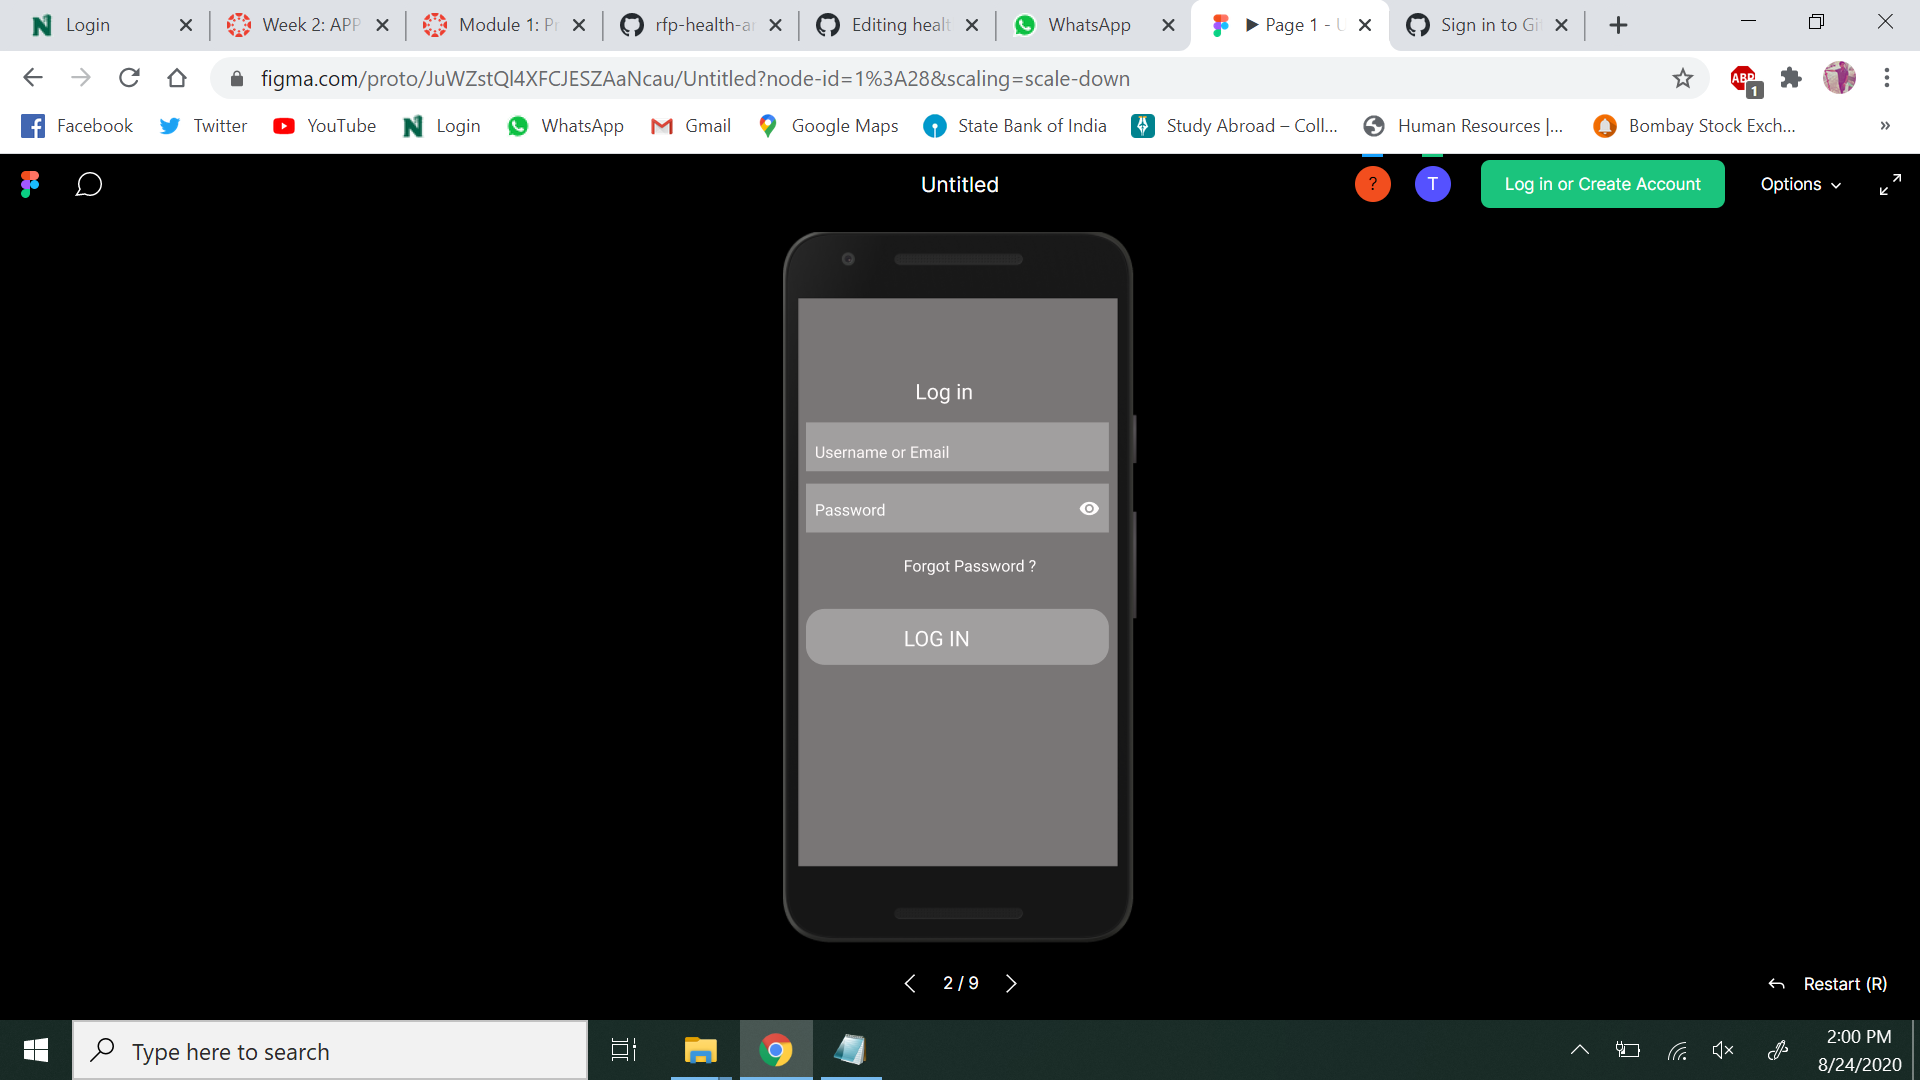 Login
Week 2: APP
Module 1: P
rfp-health-a
Editing heal
WhatsApp
Page 1 - U
Sign in to Gi
figma.com/proto/JuWZstQl4XFCJESZAaNcau/Untitled?node-id=1%3A28&scaling=scale-down
ABP
1
Facebook
Twitter
YouTube
Login
WhatsApp
Gmail
Google Maps
State Bank of India
Study Abroad – Coll...
Human Resources |...
Bombay Stock Exch...
»
Untitled
?
T
Log in or Create Account
Options
Log in
Username or Email
Password
Forgot Password ?
LOG IN
2 / 9
Restart (R)
Type here to search
2:00 PM
8/24/2020